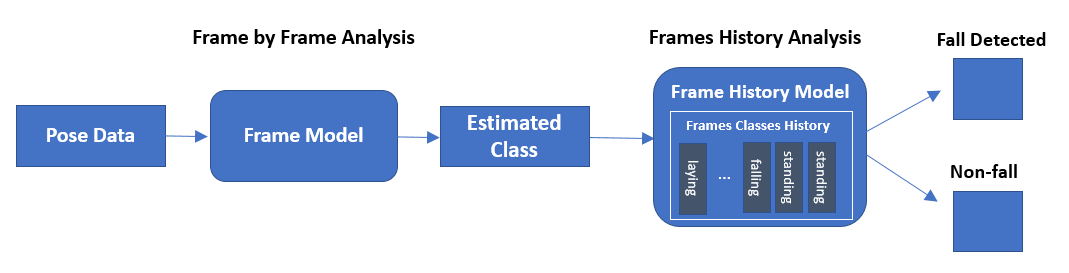 Frame by Frame Analysis
Frames History Analysis
Fall Detected
Pose Data
Frame Model
Estimated
Class
Frame History Model
Frames Classes History
laying
...
falling
standing
standing
Non-fall